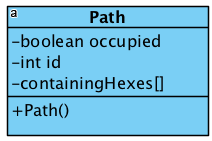 a
Path
-boolean occupied
-int id
-containingHexes[]
+Path()